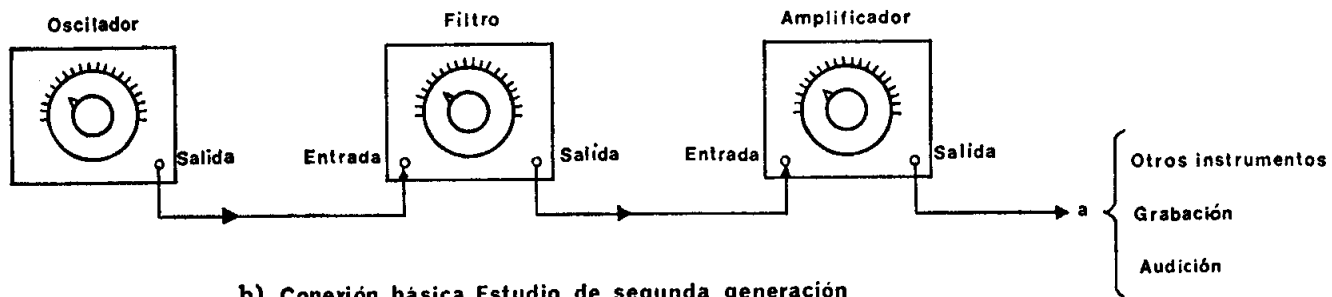 Oscilador
Filtro
Amplificador
Salida
Entrada
Salida
Entrada
Salida
a
Otros instrumentos
Grabación
Audición
b) Conexión básica Estudio de segunda generación